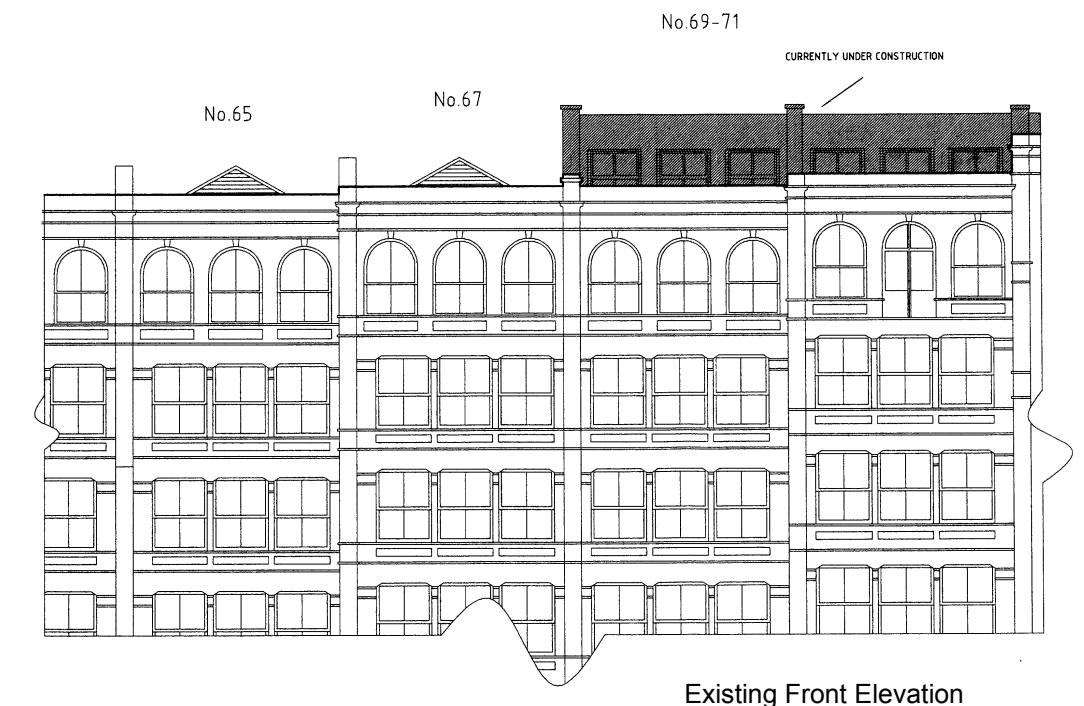 No.69-71
CURRENTLY UNDER CONSTRUCTION
No.67
No.65
Existing Front Elevation